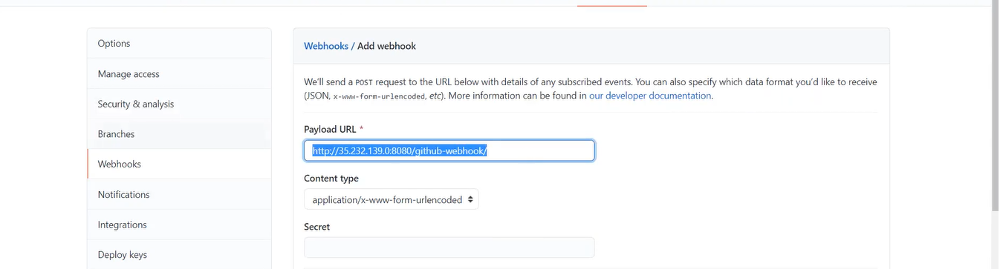 Options
Manage access
Security & analysis
Branches
Webhooks
Notifications
Integrations
Deploy keys
Webhooks / Add webhook
We'll send a POST request to the URL below with details of any subscribed events. You can also specify which data format you'd like to receive
(JSON, x-www-form-urlencoded, etc). More information can be found in our developer documentation.
Payload URL *
http://35.232.139.0:8080/github-webhook/
Content type
application/x-www-form-urlencoded
Secret